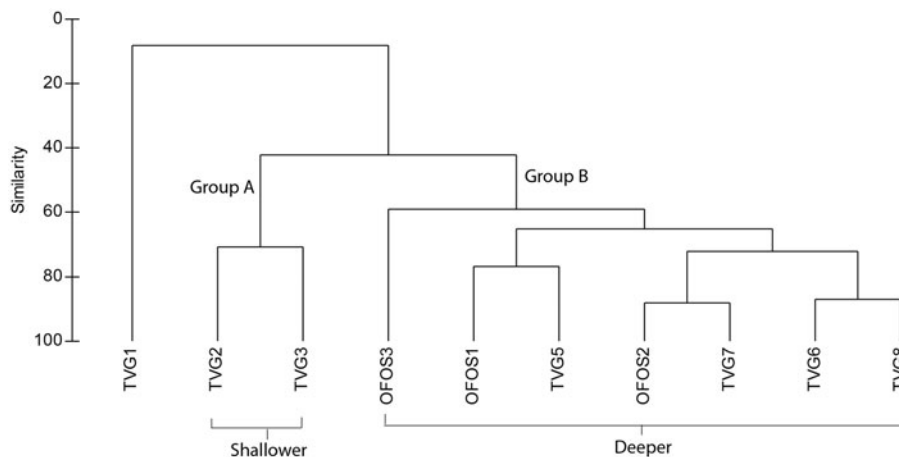 0
20
40
60
80
100
Similarity
Group A
Group B
TVG1
TVG2
TVG3
OFOS3
OFOS1
TVG5
OFOS2
TVG7
TVG6
TVG8
Shallower
Deeper